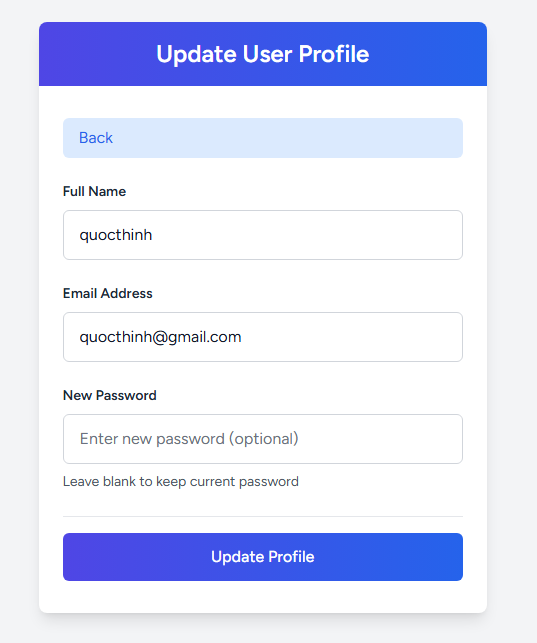 Update User Profile
Back
Full Name
quocthinh
Email Address
quocthinh@gmail.com
New Password
Enter new password (optional)
Leave blank to keep current password
Update Profile